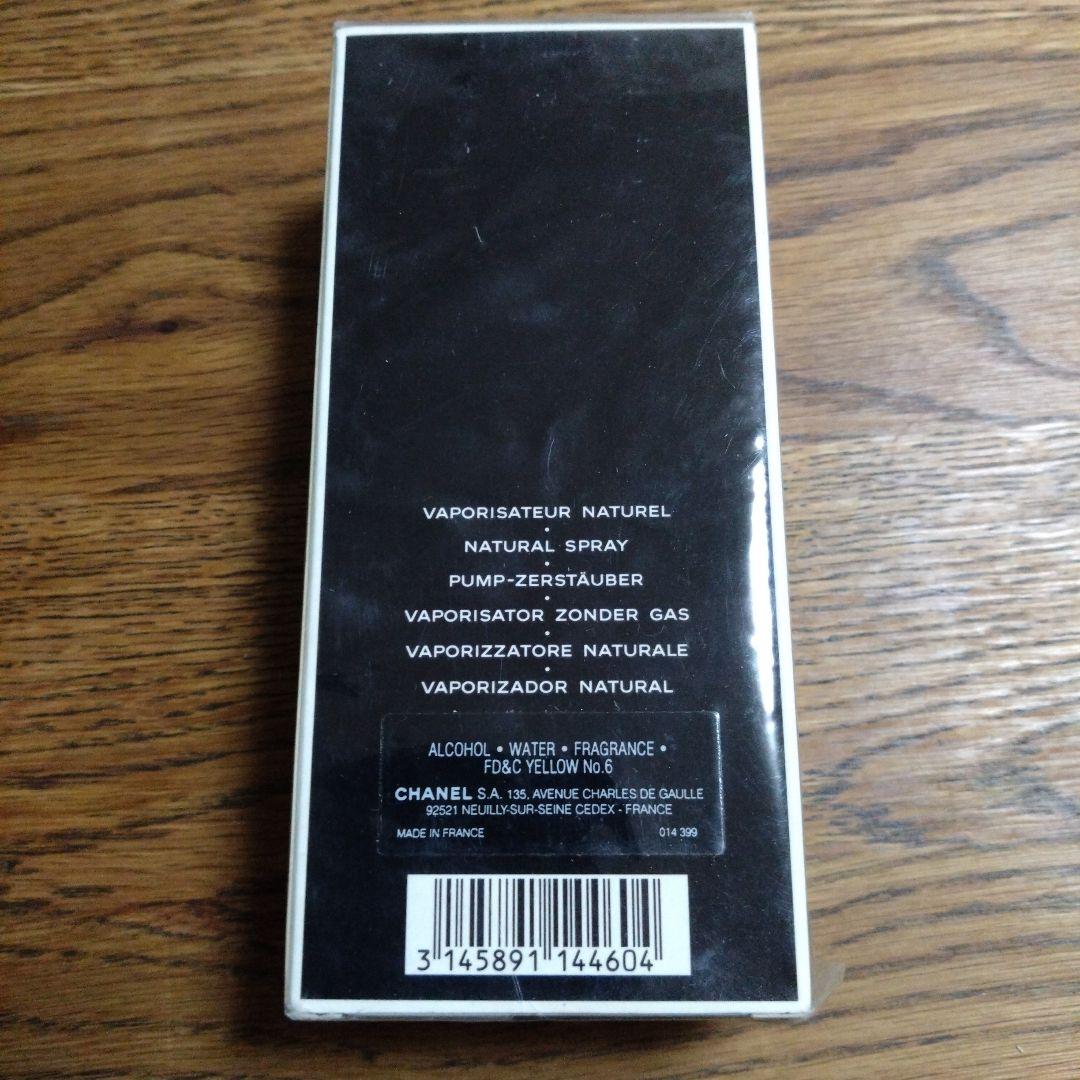 VAPORISATEUR NATUREL
•
NATURAL SPRAY
•
PUMP-ZERSTÄUBER
•
VAPORISATOR ZONDER GAS
•
VAPORIZZATORE NATURALE
•
VAPORIZADOR NATURAL
ALCOHOL • WATER • FRAGRANCE •
FD&C YELLOW No.6
CHANEL S.A. 135, AVENUE CHARLES DE GAULLE
92521 NEUILLY-SUR-SEINE CEDEX - FRANCE
MADE IN FRANCE 014 399
3 145891 144604